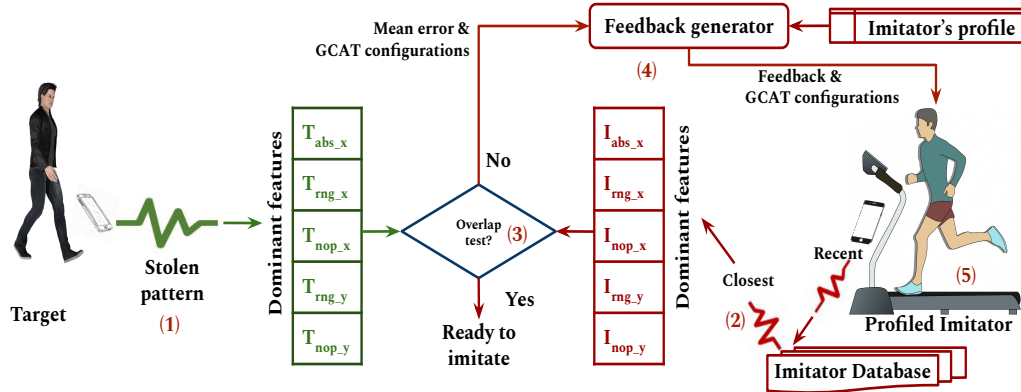 Mean error &
GCAT configurations
Feedback generator
Imitator's profile
(4)
Feedback &
GCAT configurations
Target
Stolen
pattern
(1)
Dominant features
T_abs_x
T_rng_x
T_nop_x
T_rng_y
T_nop_y
No
Overlap
test?
(3)
Yes
Ready to
imitate
I_abs_x
I_rng_x
I_nop_x
I_rng_y
I_nop_y
Dominant features
Closest
(2)
Recent
(5)
Profiled Imitator
Imitator Database